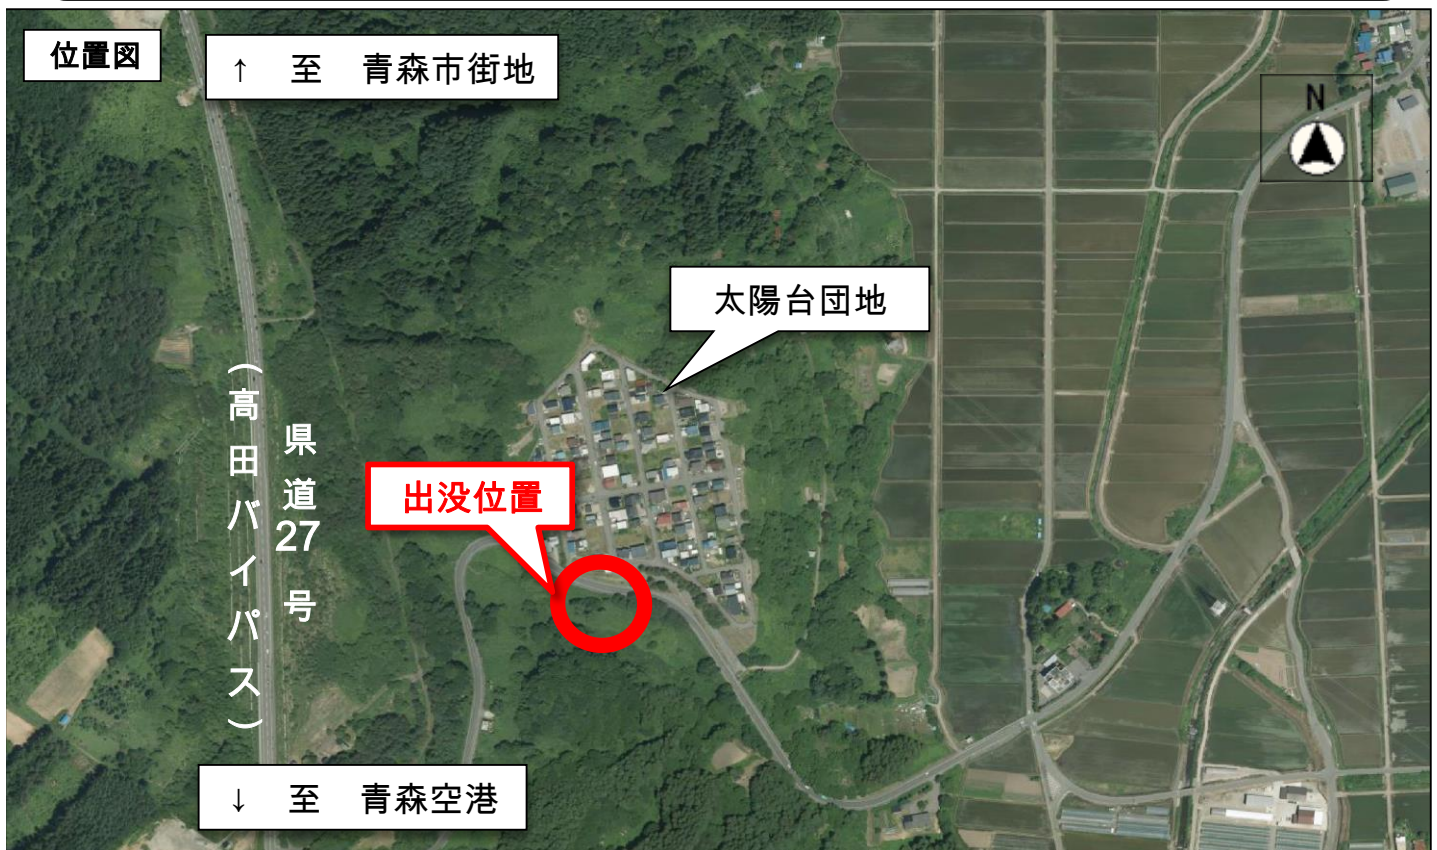 位置図
↑　至　青森市街地
N
太陽台団地
県道27号
(高田バイパス)
出没位置
↓　至　青森空港